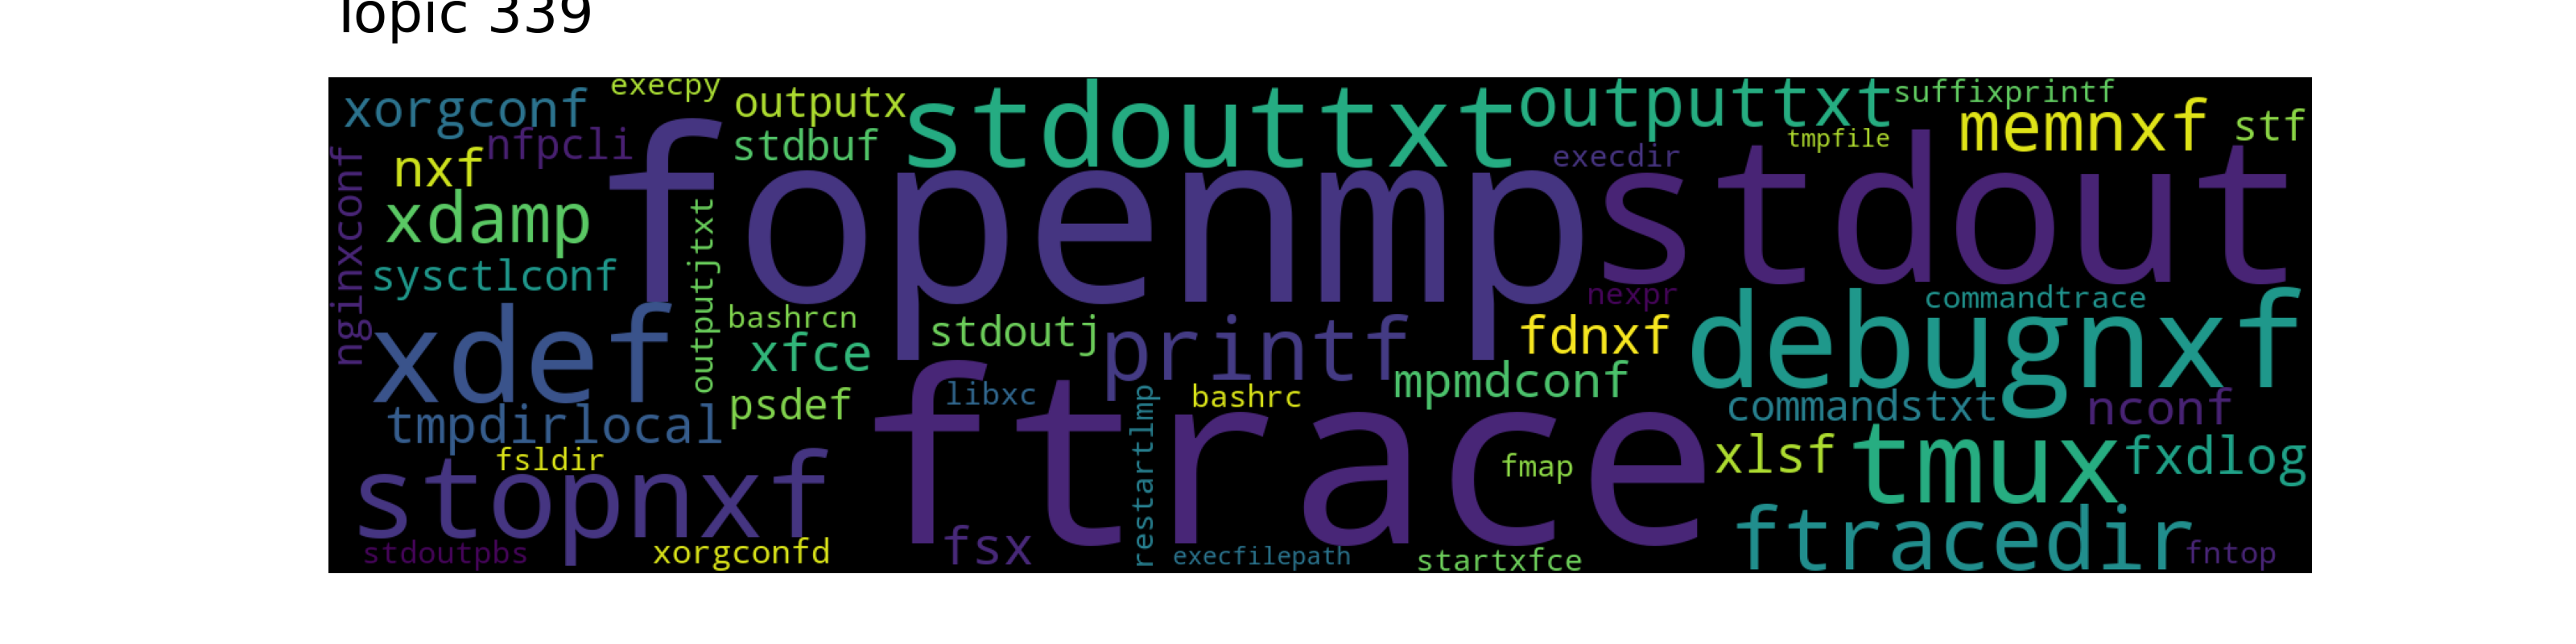 Topic 339
execpy
xorgconf
outputx
stdouttxt
outputtxt
suffixprintf
memnxf
stf
nfpcli
stdbuf
tmpfile
execdir
nxf
fopenmp
stdout
nginxconf
xdamp
outputjtxt
sysctlconf
nexpr
commandtrace
debugnxf
xdef
bashrcn
stdoutj
printf
fdnxf
xfce
mpmdconf
libxc
bashrc
psdef
commandstxt
nconf
tmpdirlocal
ftrace
restartlmp
fsldir
fmap
xlsf
tmux
fxdlog
stopnxf
ftracedir
stdoutpbs
xorgconfd
fsx
execfilepath
startxfce
fntop